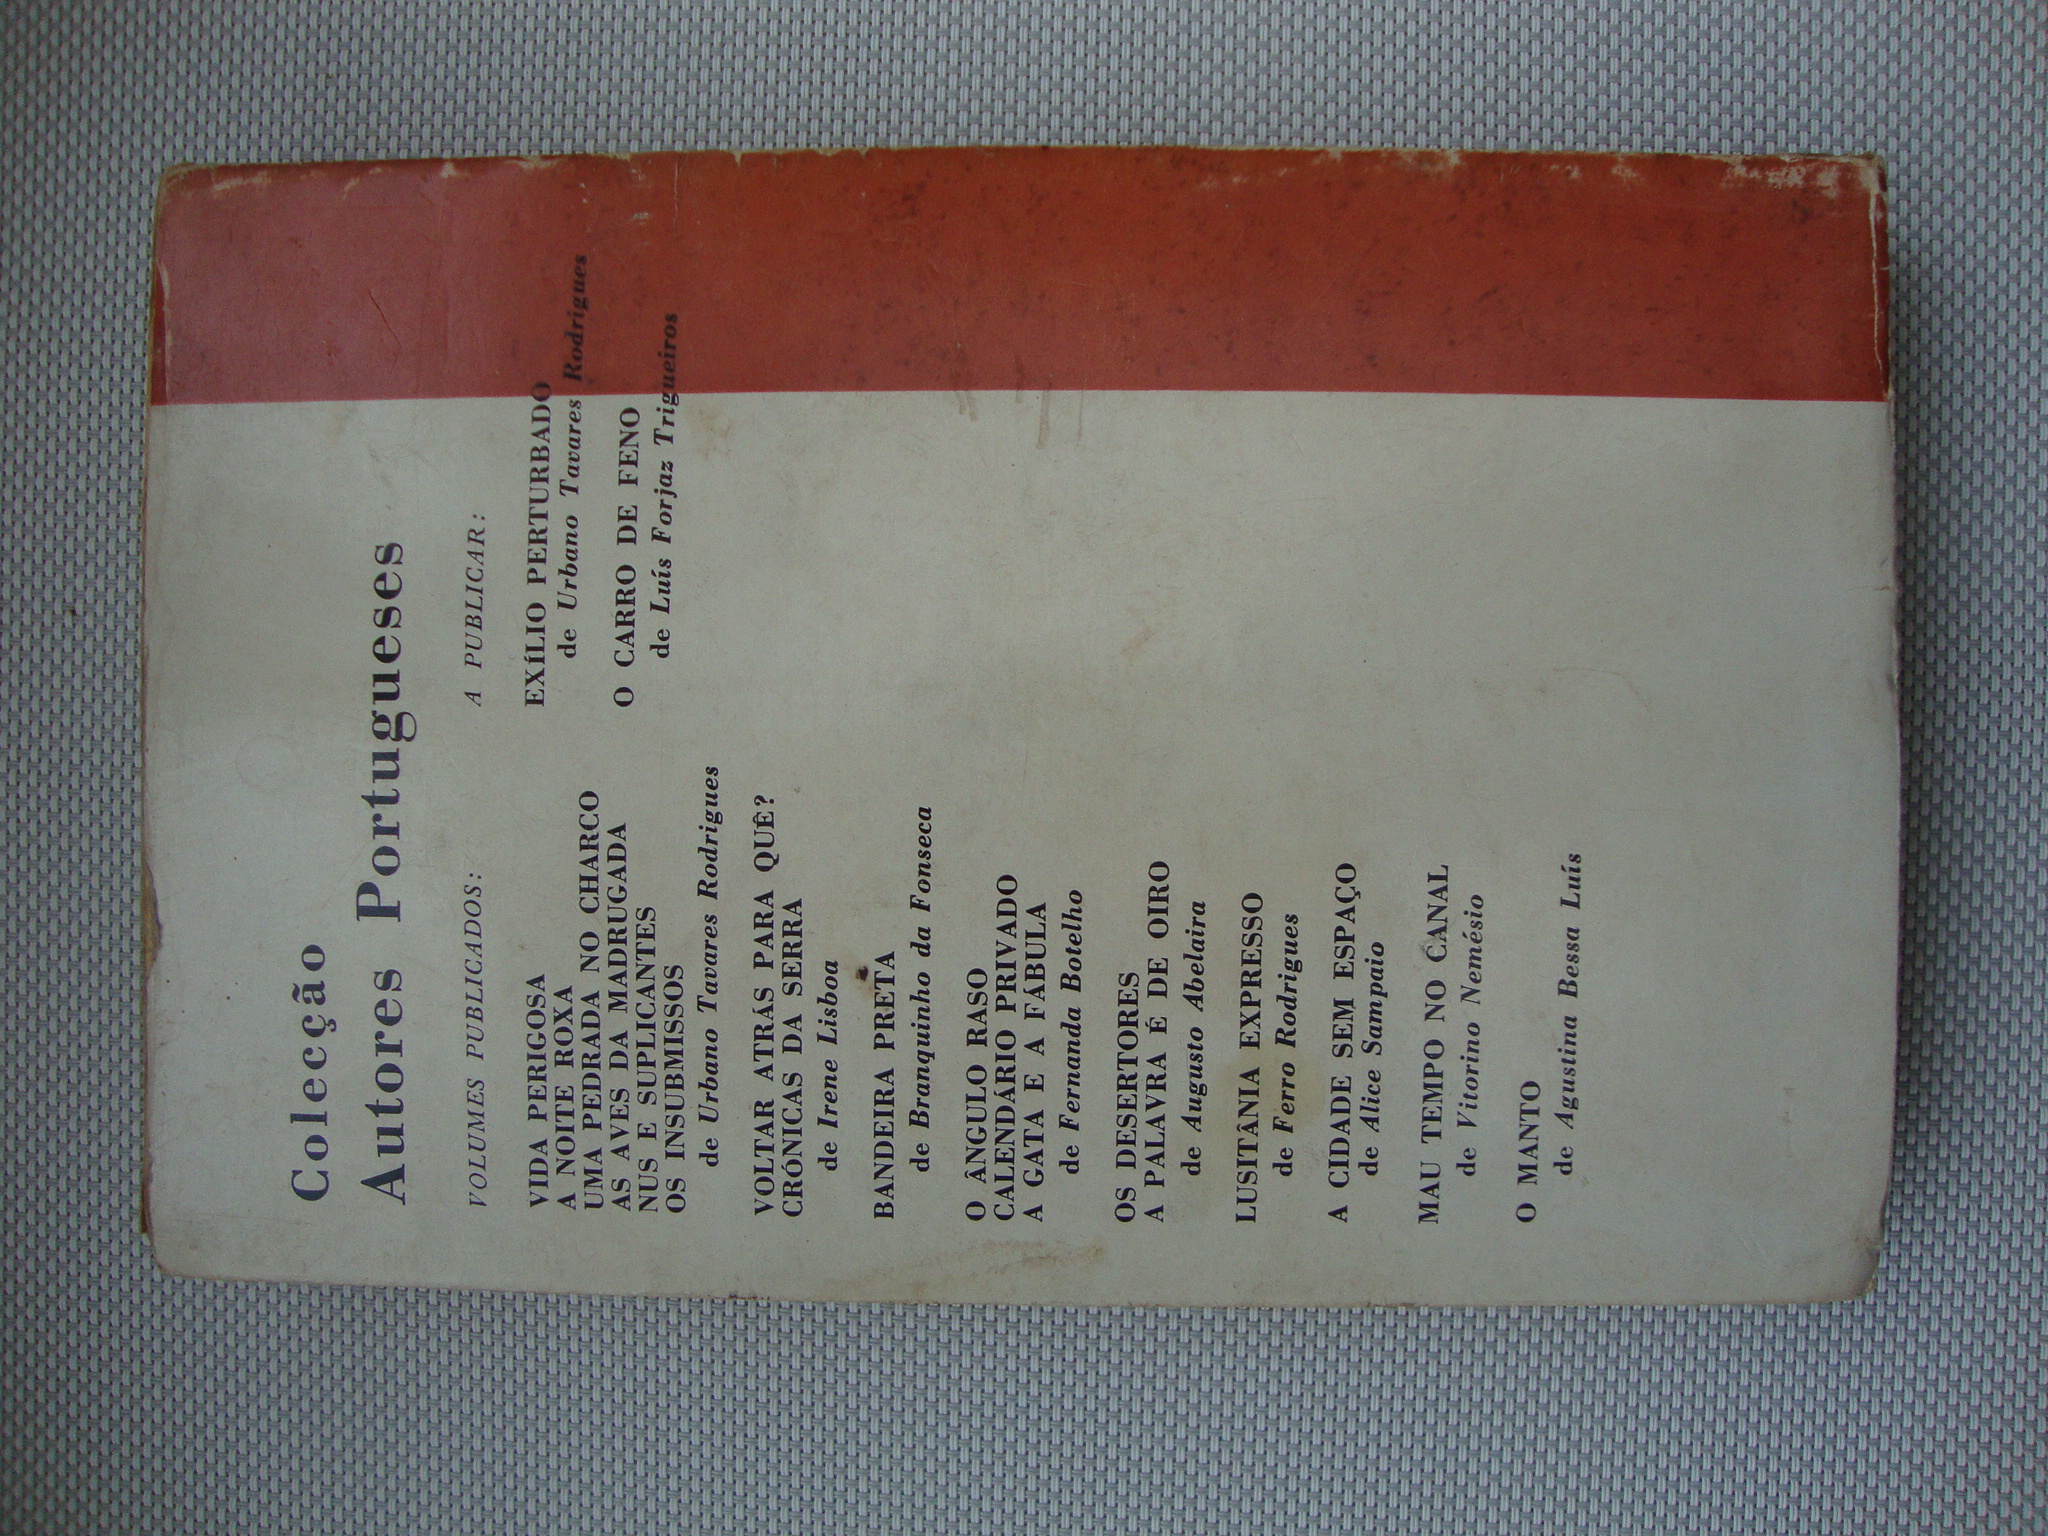 Colecção
Autores Portugueses
VOLUMES PUBLICADOS:
VIDA PERIGOSA
A NOITE ROXA
UMA PEDRADA NO CHARCO
AS AVES DA MADRUGADA
NUS E SUPLICANTES
OS INSUBMISSOS
de Urbano Tavares Rodrigues
VOLTAR ATRÁS PARA QUÊ?
CRÓNICAS DA SERRA
de Irene Lisboa
BANDEIRA PRETA
de Branquinho da Fonseca
O ÂNGULO RASO
CALENDÁRIO PRIVADO
A GATA E A FÁBULA
de Fernanda Botelho
OS DESERTORES
A PALAVRA É DE OIRO
de Augusto Abelaira
LUSITÂNIA EXPRESSO
de Ferro Rodrigues
A CIDADE SEM ESPAÇO
de Alice Sampaio
MAU TEMPO NO CANAL
de Vitorino Nemésio
O MANTO
de Agustina Bessa Luís
A PUBLICAR:
EXÍLIO PERTURBADO
de Urbano Tavares Rodrigues
O CARRO DE FENO
de Luís Forjaz Trigueiros